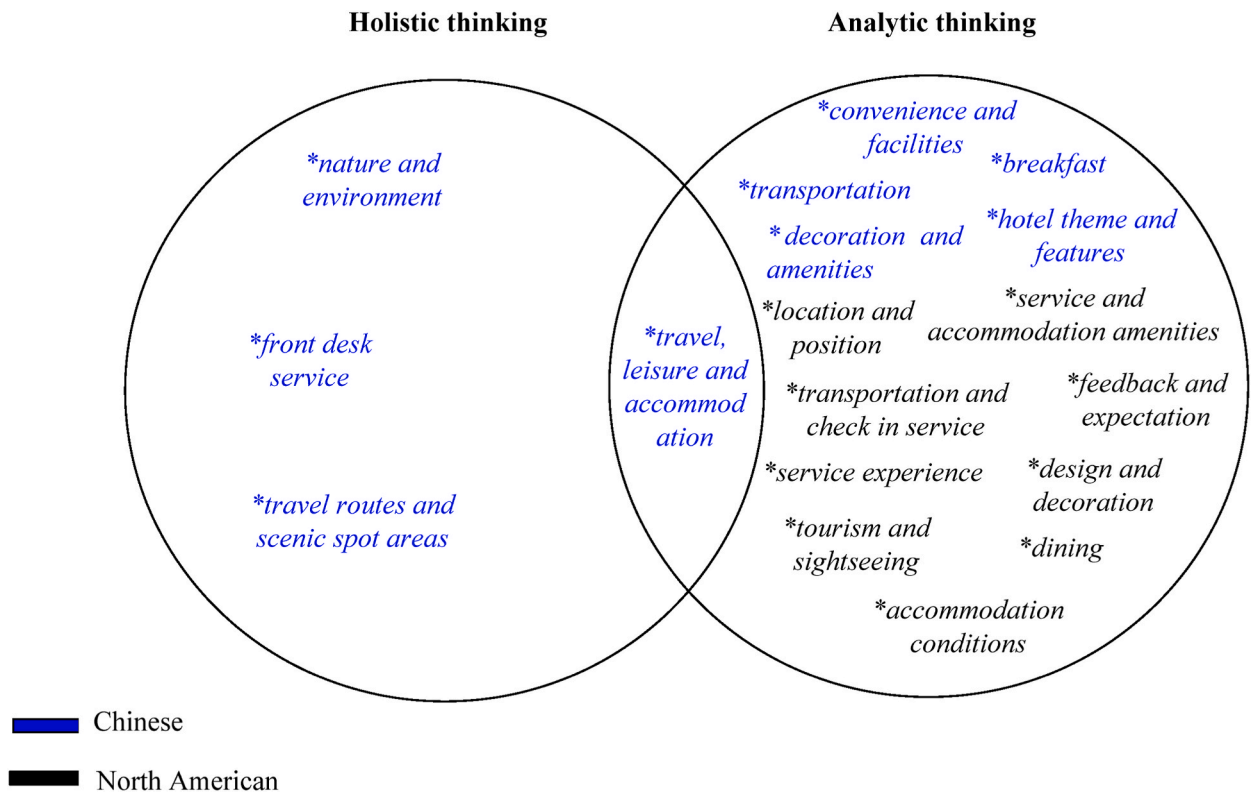 Holistic thinking
Analytic thinking
*nature and
environment
*front desk
service
*travel routes and
scenic spot areas
*travel,
leisure and
accommod
ation
*convenience and
facilities
*breakfast
*transportation
*hotel theme and
features
* decoration and
amenities
*location and
position
*service and
accommodation amenities
*transportation and
check in service
*feedback and
expectation
*service experience
*design and
decoration
*tourism and
sightseeing
*dining
*accommodation
conditions
Chinese
North American